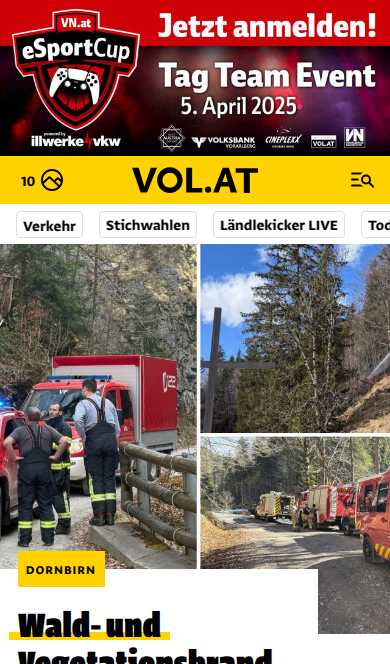 VN.at
eSportCup
powered by
illwerke vkw
Jetzt anmelden!
Tag Team Event
5. April 2025
VOLKSBANK
VORARLBERG
CINEPLEXX
VOL.AT
VN
10
VOL.AT
Verkehr
Stichwahlen
Ländlekicker LIVE
Tod
DORNBIRN
Wald- und
Vegetationsbrand